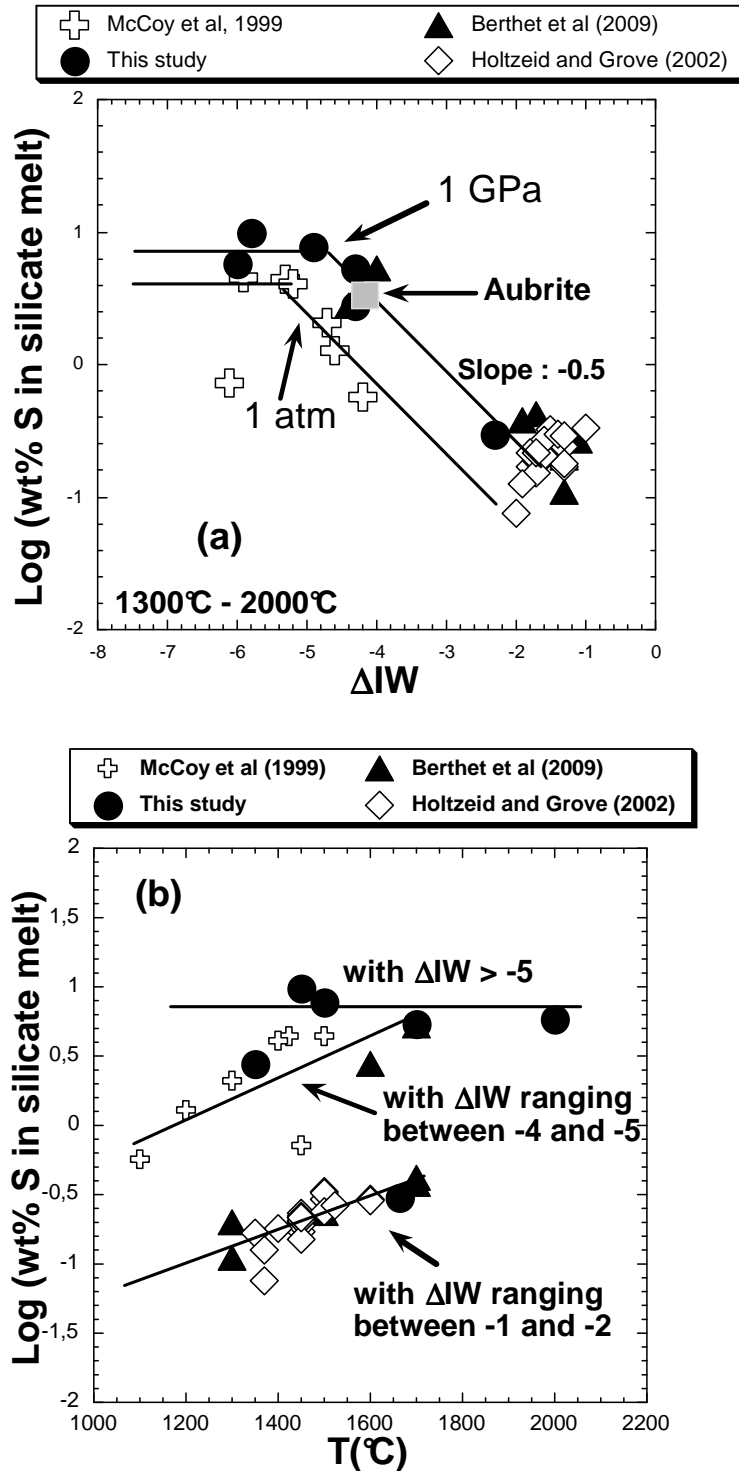 McCoy et al, 1999 Berthet et al (2009)
This study Holtzeid and Grove (2002)
2
1
0
-1
-2
Log (wt% S in silicate melt)
1 GPa
Aubrite
Slope : -0.5
1 atm
(a)
1300°C - 2000°C
-8 -7 -6 -5 -4 -3 -2 -1 0
ΔIW
McCoy et al (1999) Berthet et al (2009)
This study Holtzeid and Grove (2002)
2
1,5
1
0,5
0
-0,5
-1
-1,5
-2
Log (wt% S in silicate melt)
(b)
with ΔIW > -5
with ΔIW ranging
between -4 and -5
with ΔIW ranging
between -1 and -2
1000 1200 1400 1600 1800 2000 2200
T(°C)